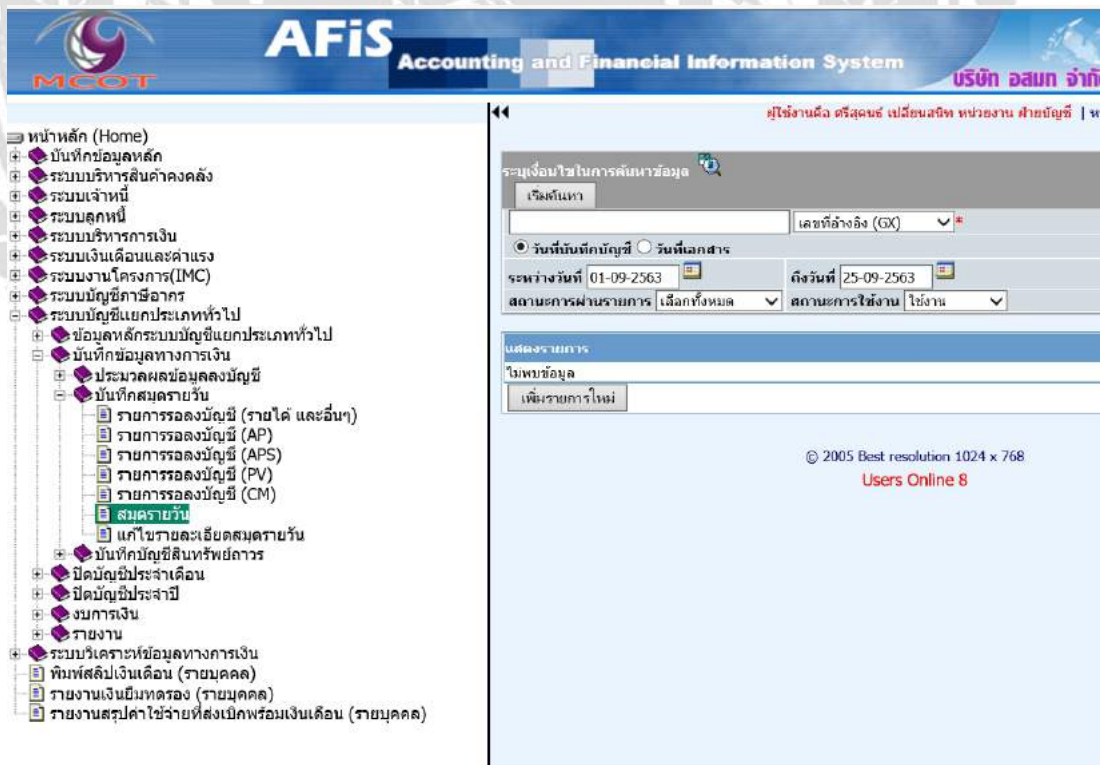 MCOT
AFiS
Accounting and Financial Information System
บริษัท อสมท จำกั
ผู้ใช้งานคือ ศรีสุคนธ์ เปลี่ยนสนิท หน่วยงาน ฝ่ายบัญชี | ห
หน้าหลัก (Home)
บันทึกข้อมูลหลัก
ระบบบริหารสินค้าคงคลัง
ระบบเจ้าหนี้
ระบบลูกหนี้
ระบบบริหารการเงิน
ระบบเงินเดือนและค่าแรง
ระบบงานโครงการ(IMC)
ระบบบัญชีภาษีอากร
ระบบบัญชีแยกประเภททั่วไป
ข้อมูลหลักระบบบัญชีแยกประเภททั่วไป
บันทึกข้อมูลทางการเงิน
ประมวลผลข้อมูลลงบัญชี
บันทึกสมุดรายวัน
รายการรอลงบัญชี (รายได้ และอื่นๆ)
รายการรอลงบัญชี (AP)
รายการรอลงบัญชี (APS)
รายการรอลงบัญชี (PV)
รายการรอลงบัญชี (CM)
สมุดรายวัน
แก้ไขรายละเอียดสมุดรายวัน
บันทึกบัญชีสินทรัพย์ถาวร
ปิดบัญชีประจำเดือน
ปิดบัญชีประจำปี
งบการเงิน
รายงาน
ระบบวิเคราะห์ข้อมูลทางการเงิน
พิมพ์สลิปเงินเดือน (รายบุคคล)
รายงานเงินยืมทดรอง (รายบุคคล)
รายงานสรุปค่าใช้จ่ายที่ส่งเบิกพร้อมเงินเดือน (รายบุคคล)
ระบุเงื่อนไขในการค้นหาข้อมูล
เริ่มค้นหา
เลขที่อ้างอิง (GX) *
วันที่บันทึกบัญชี วันที่เอกสาร
ระหว่างวันที่ 01-09-2563 ถึงวันที่ 25-09-2563
สถานะการผ่านรายการ เลือกทั้งหมด สถานะการใช้งาน ใช้งาน
แสดงรายการ
ไม่พบข้อมูล
เพิ่มรายการใหม่
© 2005 Best resolution 1024 x 768
Users Online 8